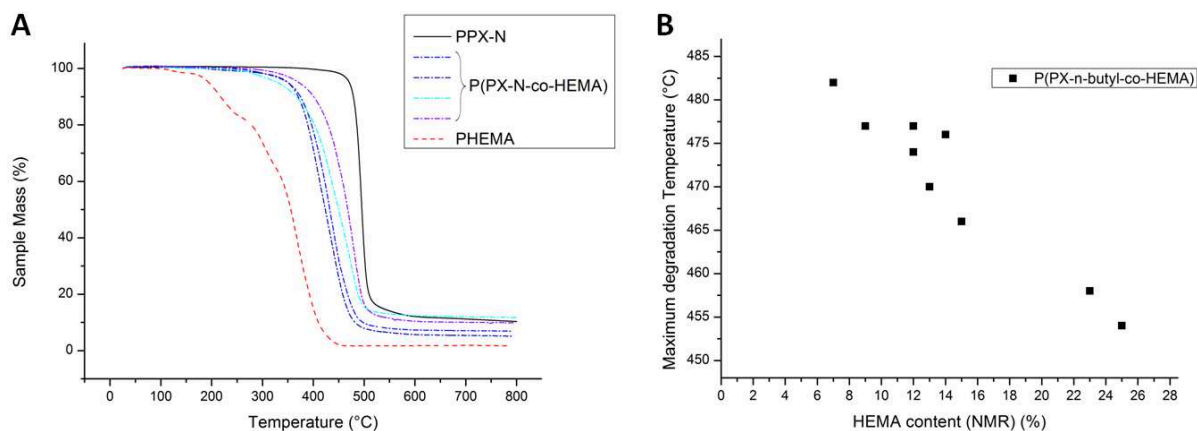 A
PPX-N
P(PX-N-co-HEMA)
PHEMA
100
80
60
40
20
0
Sample Mass (%)
0 100 200 300 400 500 600 700 800
Temperature (°C)
B
P(PX-n-butyl-co-HEMA)
485
480
475
470
465
460
455
450
Maximum degradation Temperature (°C)
0 2 4 6 8 10 12 14 16 18 20 22 24 26 28
HEMA content (NMR) (%)